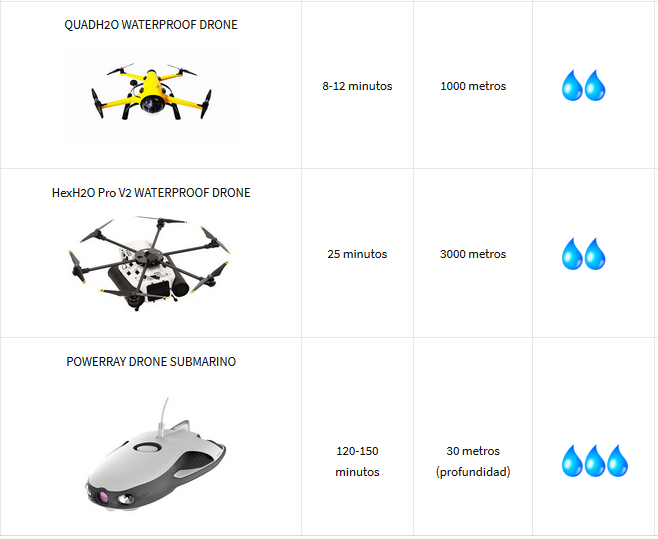 QUADH2O WATERPROOF DRONE
8-12 minutos
1000 metros
HexH2O Pro V2 WATERPROOF DRONE
25 minutos
3000 metros
POWERRAY DRONE SUBMARINO
120-150
minutos
30 metros
(profundidad)